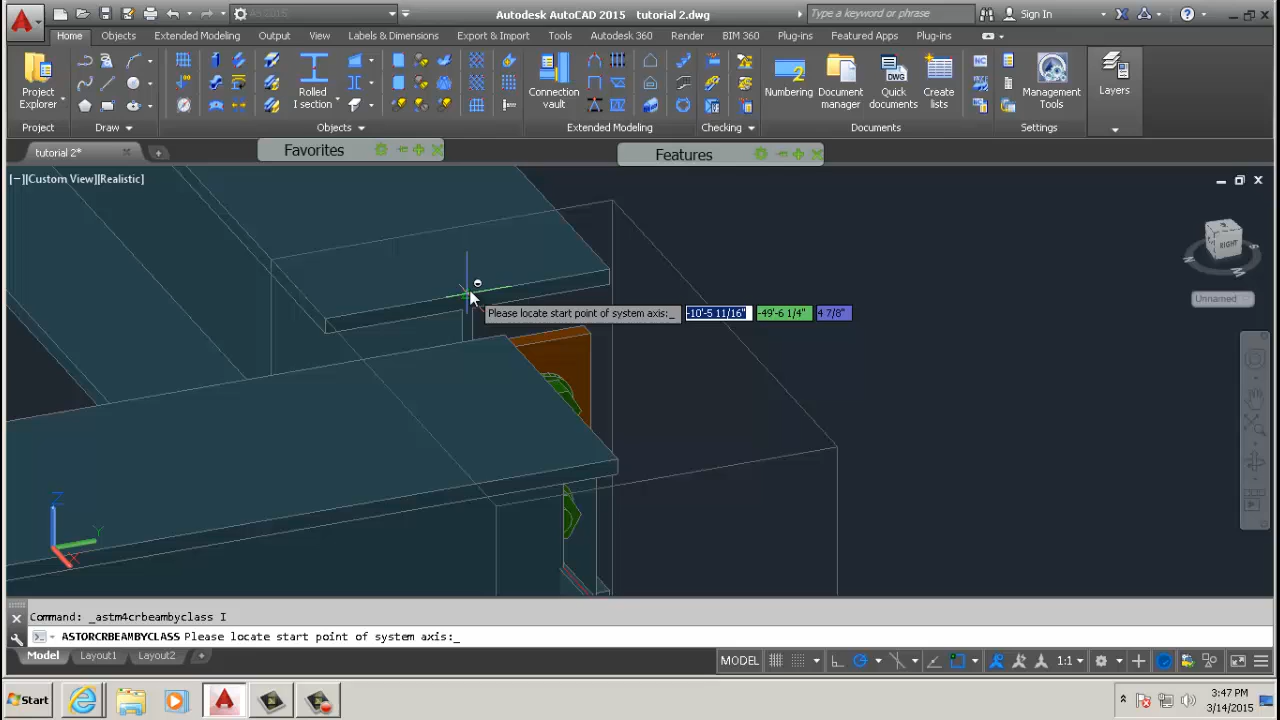 AS 2015
Autodesk AutoCAD 2015 tutorial 2.dwg
Type a keyword or phrase
Sign In
Home
Objects
Extended Modeling
Output
View
Labels & Dimensions
Export & Import
Tools
Autodesk 360
Render
BIM 360
Plug-ins
Featured Apps
Plug-ins
Project
Explorer
Rolled
I section
Connection
vault
2
Numbering
DWG
Document
manager
Quick
documents
Create
lists
Management
Tools
Layers
Project
Draw
Objects
Extended Modeling
Checking
Documents
Settings
tutorial 2*
Favorites
Features
[−][Custom View][Realistic]
RIGHT
Unnamed
Please locate start point of system axis:_
-10'-5 11/16"
-49'-6 1/4"
4 7/8"
Z
Y
X
Command: _astm4crbeambyclass I
ASTORCRBEAMBYCLASS Please locate start point of system axis:_
Model
Layout1
Layout2
MODEL
1:1
Start
3:47 PM
3/14/2015